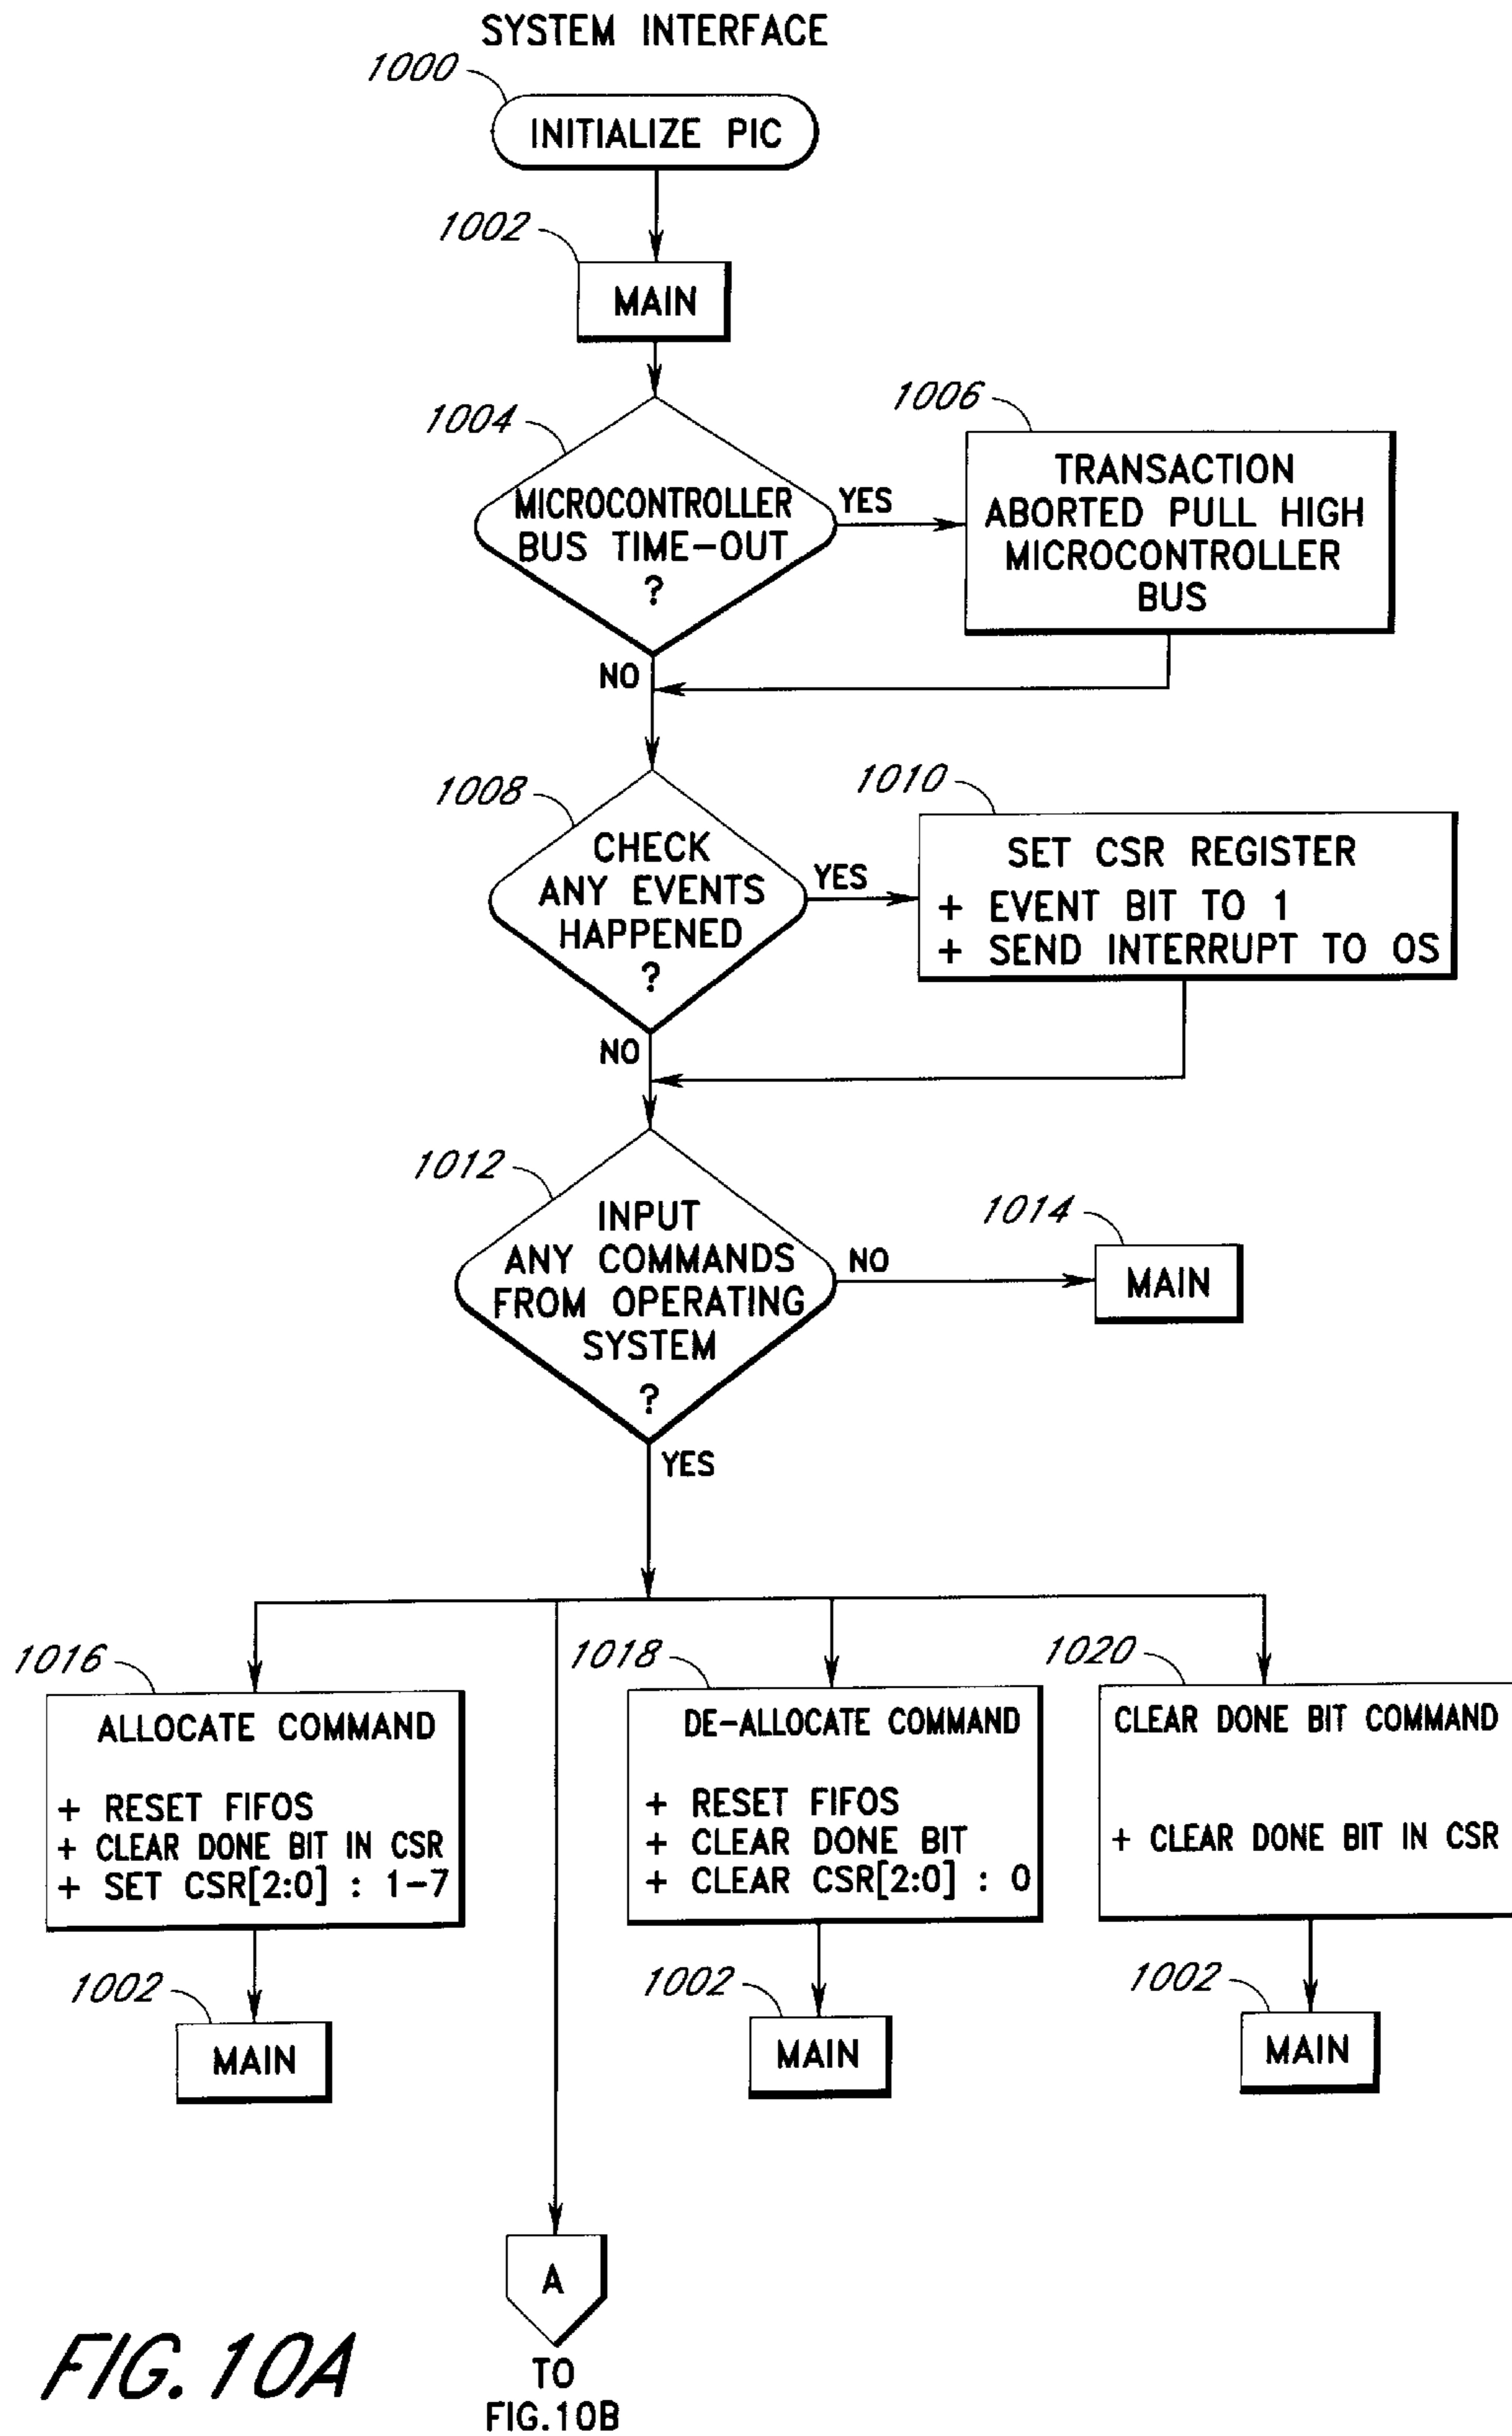 SYSTEM INTERFACE
1000
INITIALIZE PIC
1002
MAIN
1004
MICROCONTROLLER
BUS TIME-OUT
?
YES
NO
1006
TRANSACTION
ABORTED PULL HIGH
MICROCONTROLLER
BUS
1008
CHECK
ANY EVENTS
HAPPENED
?
YES
NO
1010
SET CSR REGISTER
+ EVENT BIT TO 1
+ SEND INTERRUPT TO OS
1012
INPUT
ANY COMMANDS
FROM OPERATING
SYSTEM
?
NO
YES
1014
MAIN
1016
ALLOCATE COMMAND
+ RESET FIFOS
+ CLEAR DONE BIT IN CSR
+ SET CSR[2:0] : 1-7
1002
MAIN
1018
DE-ALLOCATE COMMAND
+ RESET FIFOS
+ CLEAR DONE BIT
+ CLEAR CSR[2:0] : 0
1002
MAIN
1020
CLEAR DONE BIT COMMAND
+ CLEAR DONE BIT IN CSR
1002
MAIN
A
TO
FIG.10B
FIG. 10A